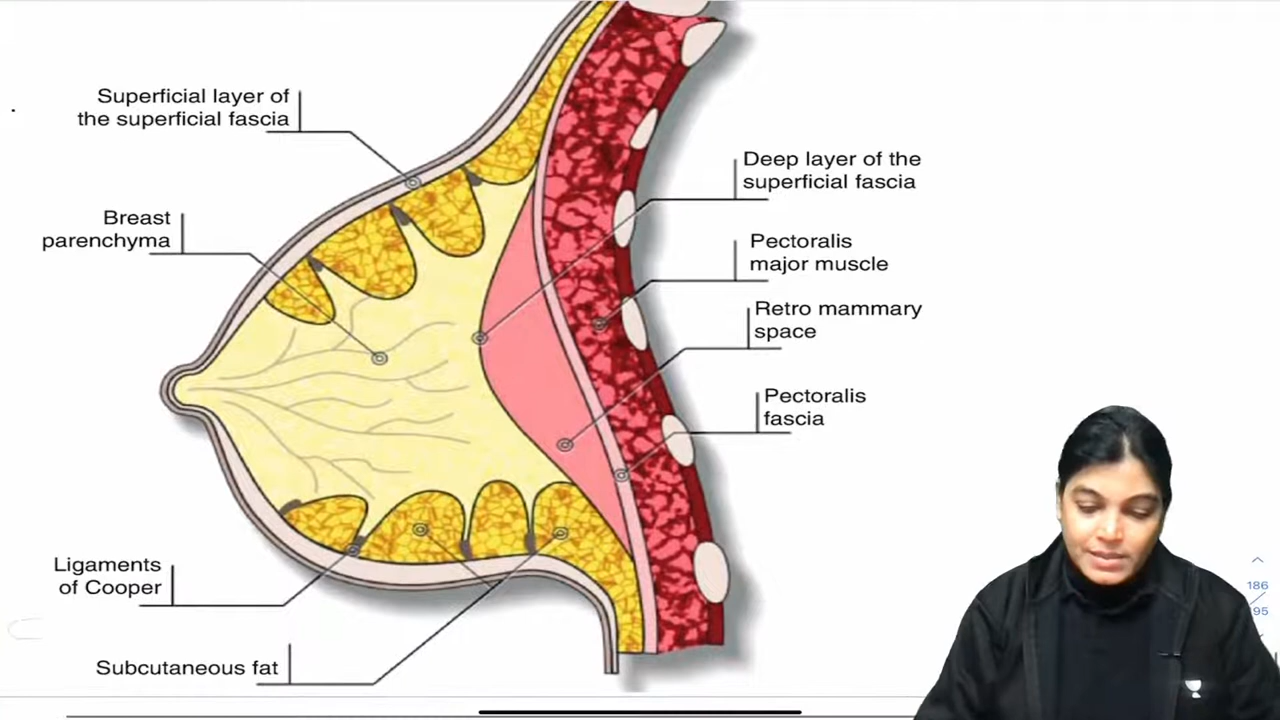 Superficial layer of
the superficial fascia
Breast
parenchyma
Deep layer of the
superficial fascia
Pectoralis
major muscle
Retro mammary
space
Pectoralis
fascia
Ligaments
of Cooper
Subcutaneous fat
186
95